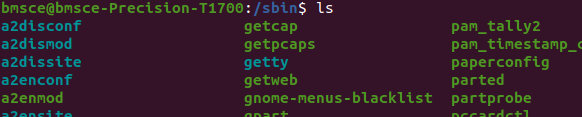 bmsce@bmsce-Precision-T1700:/sbin$ ls
a2disconf getcap pam_tally2
a2dismod getpcaps pam_timestamp_c
a2dissite getty paperconfig
a2enconf getweb parted
a2enmod gnome-menus-blacklist partprobe
a2ensite gpart pccardctl